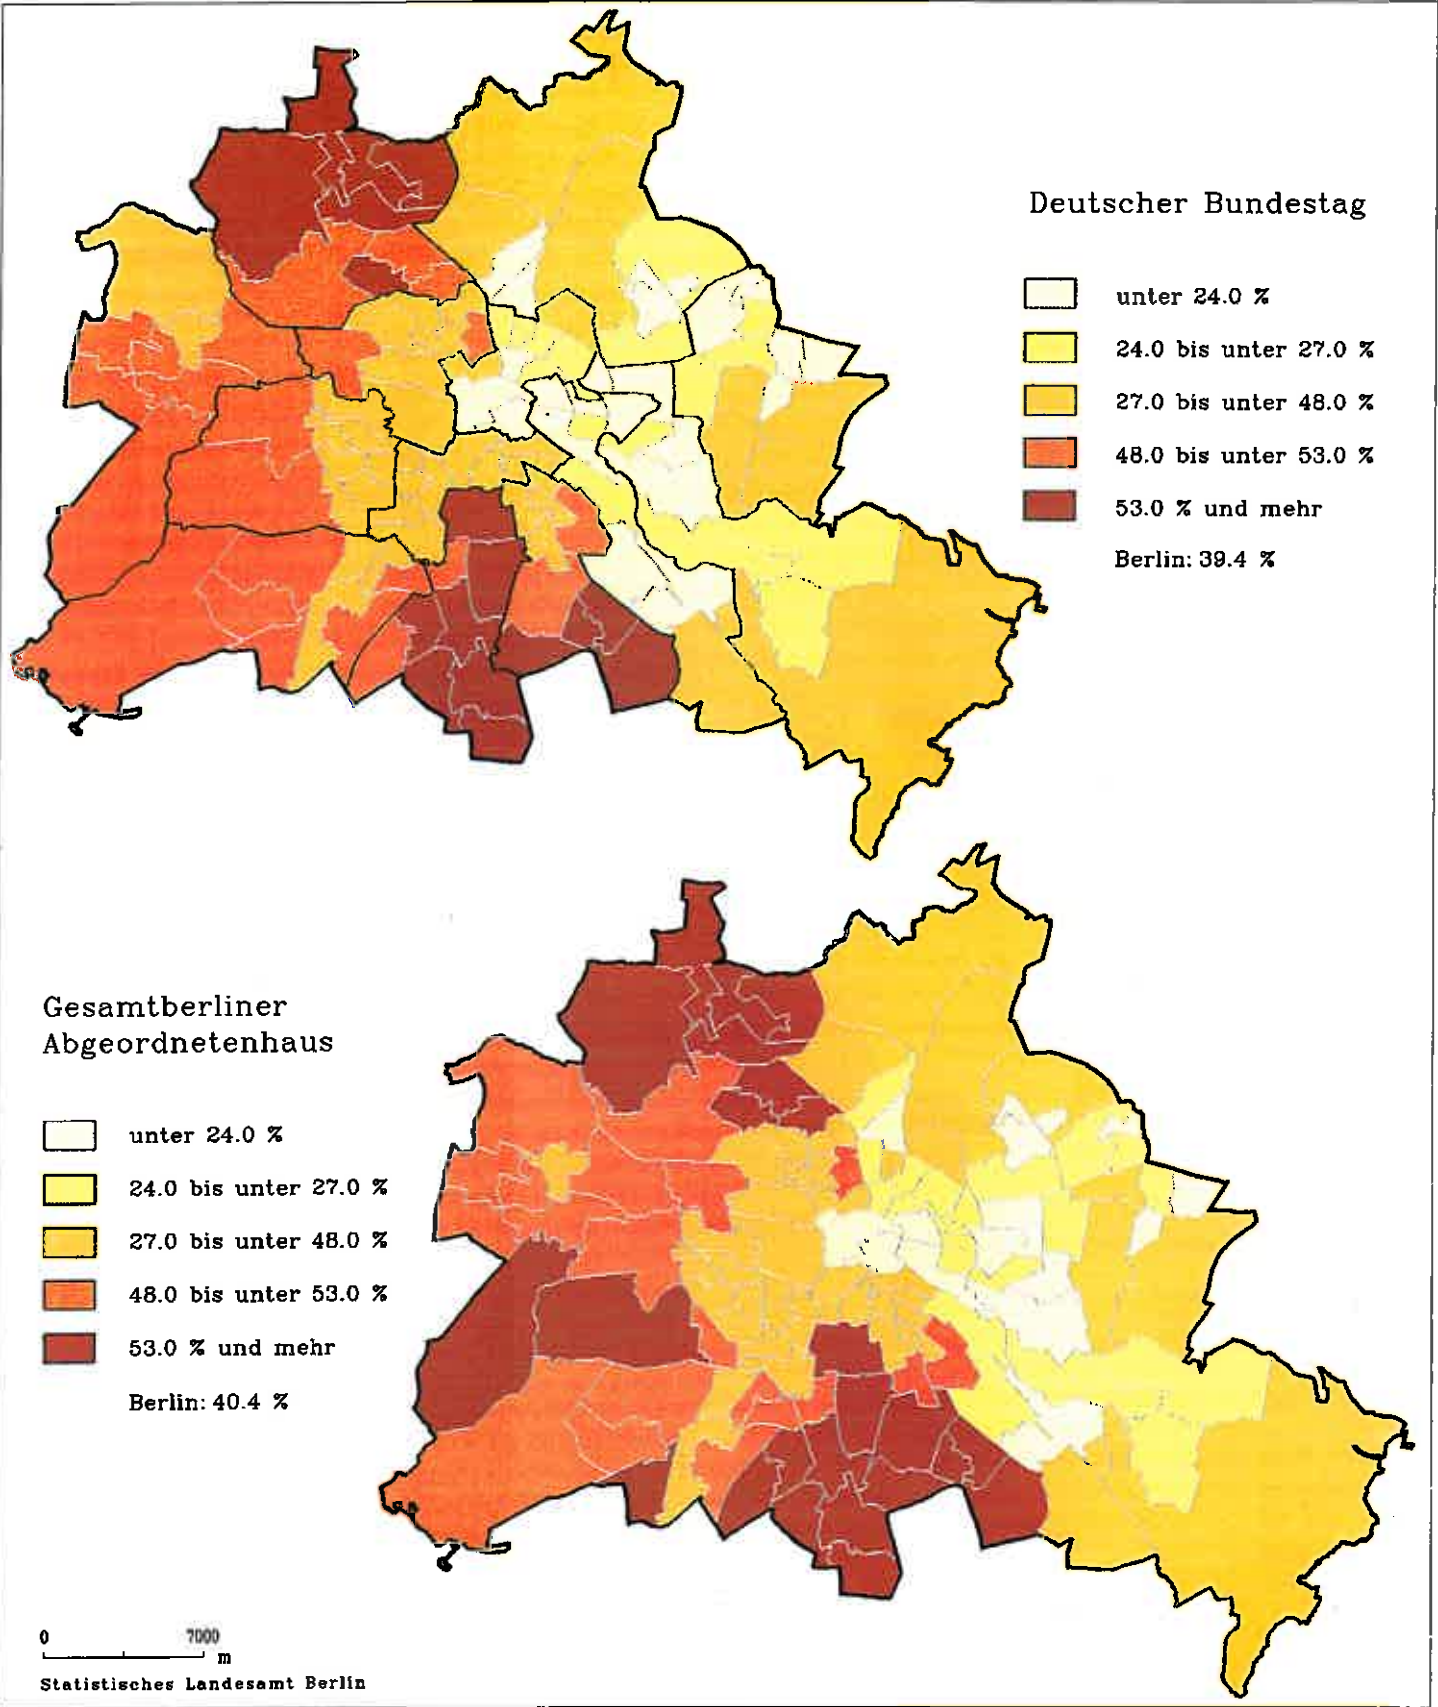 Deutscher Bundestag
unter 24.0 %
24.0 bis unter 27.0 %
27.0 bis unter 48.0 %
48.0 bis unter 53.0 %
53.0 % und mehr
Berlin: 39.4 %
Gesamtberliner
Abgeordnetenhaus
unter 24.0 %
24.0 bis unter 27.0 %
27.0 bis unter 48.0 %
48.0 bis unter 53.0 %
53.0 % und mehr
Berlin: 40.4 %
0 7000
m
Statistisches Landesamt Berlin